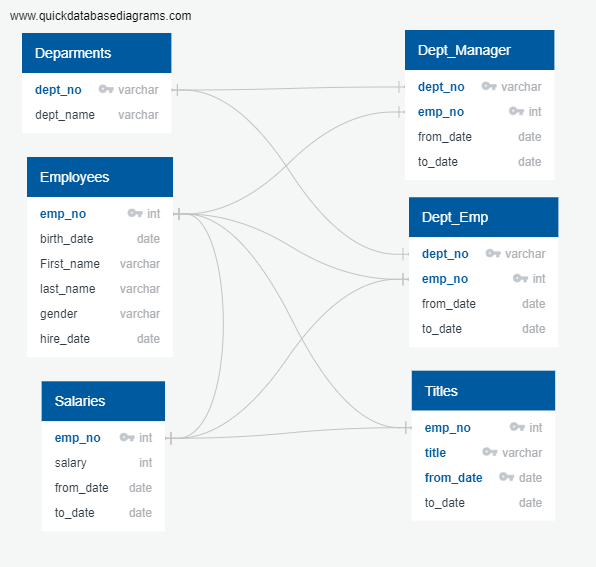 www.quickdatabasediagrams.com
Deparments
dept_no varchar
dept_name varchar
Employees
emp_no int
birth_date date
First_name varchar
last_name varchar
gender varchar
hire_date date
Salaries
emp_no int
salary int
from_date date
to_date date
Dept_Manager
dept_no varchar
emp_no int
from_date date
to_date date
Dept_Emp
dept_no varchar
emp_no int
from_date date
to_date date
Titles
emp_no int
title varchar
from_date date
to_date date